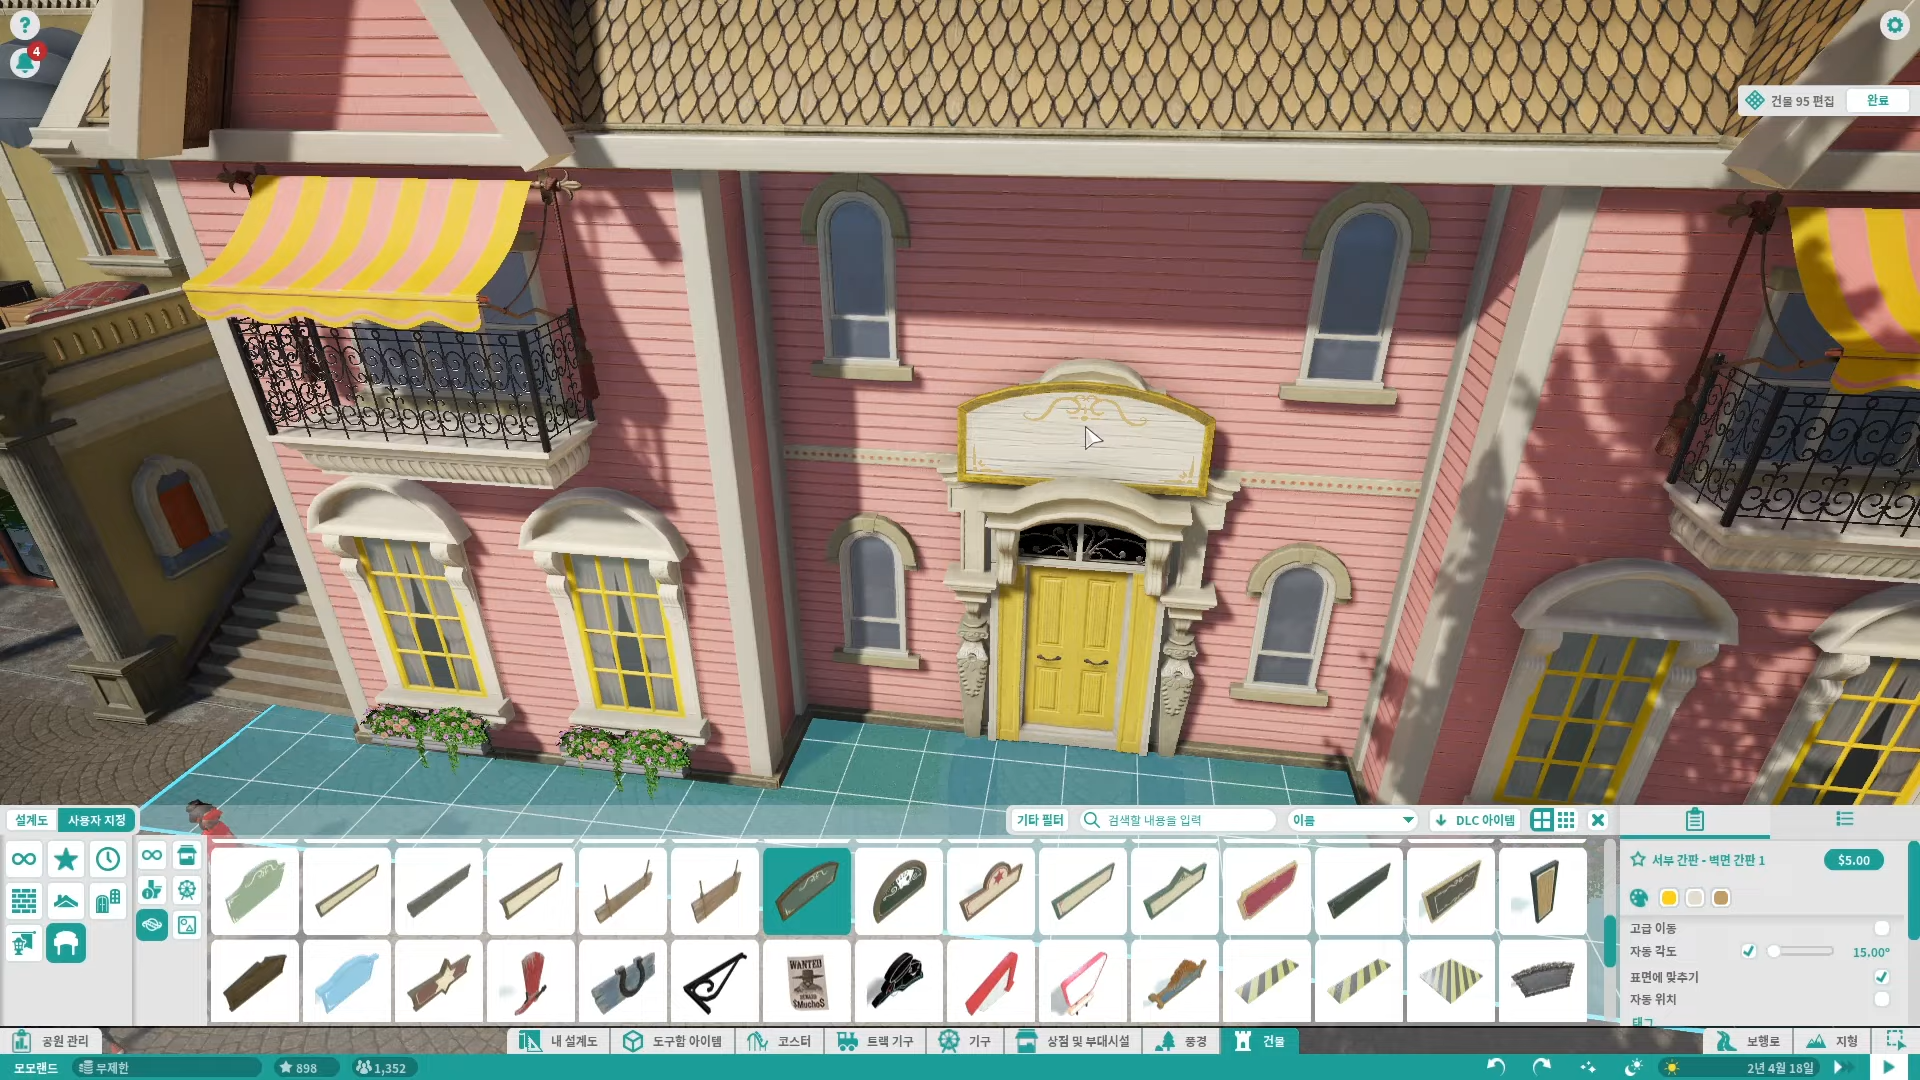 ?
4
건물 95 편집
완료
설계도
사용자 지정
기타 필터
검색할 내용을 입력
이름
DLC 아이템
서부 간판 - 벽면 간판 1
$5.00
고급 이동
자동 각도
15.00°
표면에 맞추기
자동 위치
태그
WANTED
$Mucho$
공원 관리
내 설계도
도구함 아이템
코스터
트랙 기구
기구
상점 및 부대시설
풍경
건물
보행로
지형
모모랜드
무제한
898
1,352
2년 4월 18일